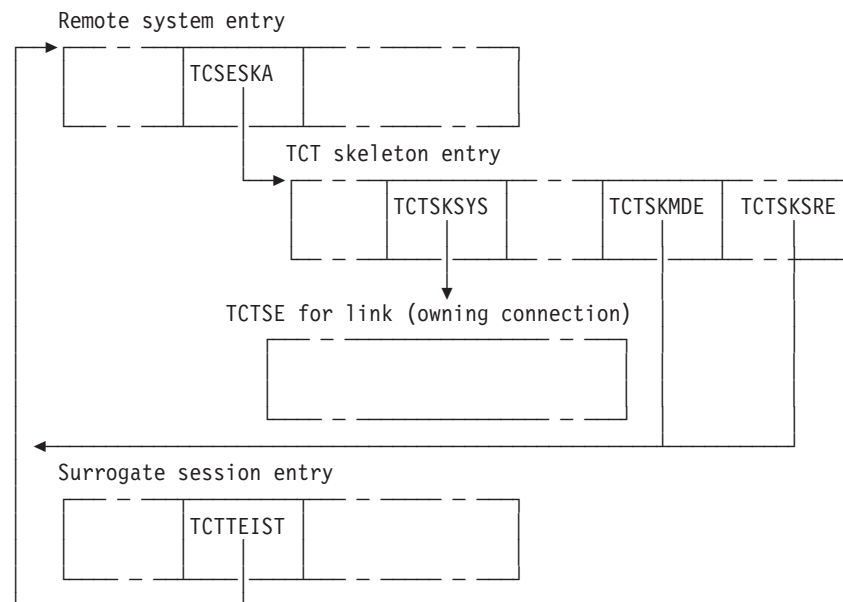 Remote system entry
TCSESKA
TCT skeleton entry
TCTSKSYS TCTSKMDE TCTSKSRE
TCTSE for link (owning connection)
Surrogate session entry
TCTTEIST